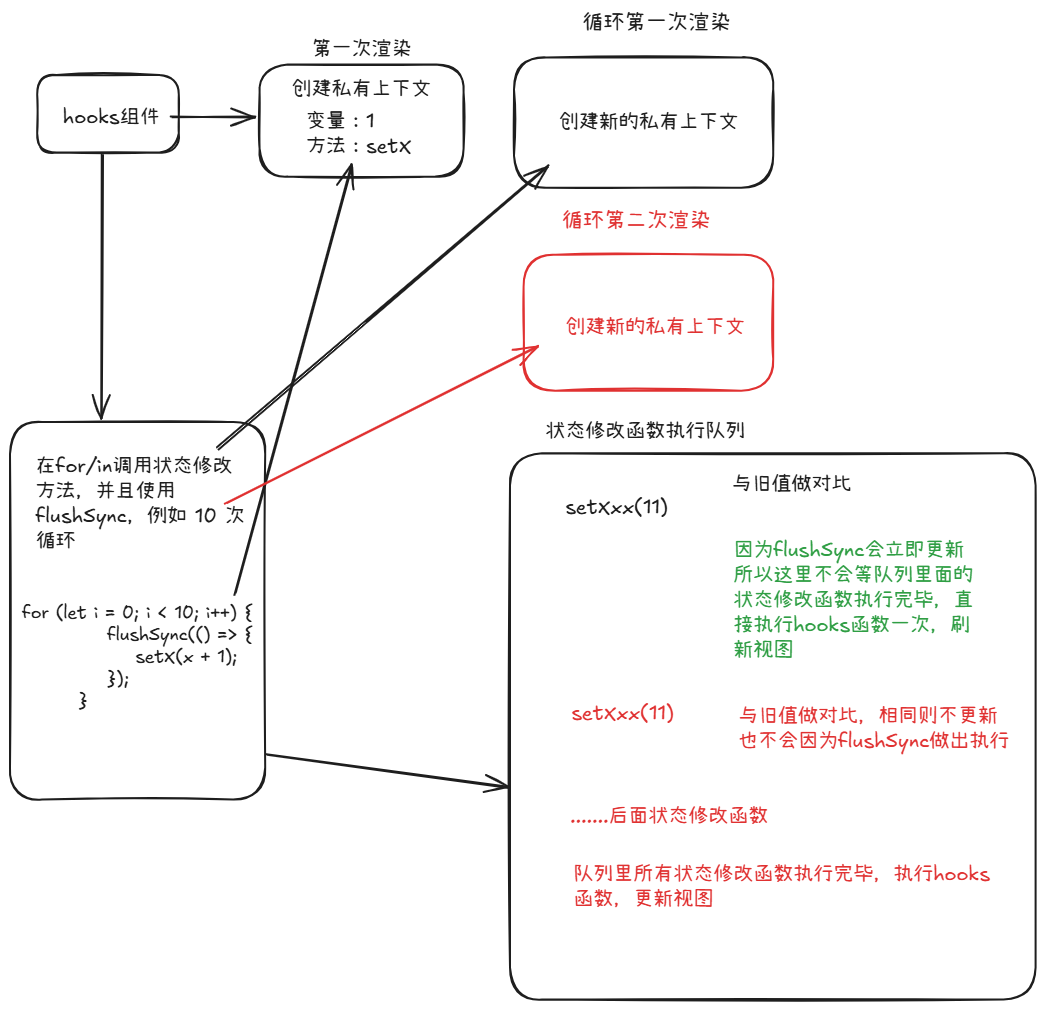 循环第一次渲染
第一次渲染
hooks组件
创建私有上下文
变量：1
方法：setX
创建新的私有上下文
循环第二次渲染
创建新的私有上下文
在for/in调用状态修改
方法，并且使用
flushSync，例如 10 次
循环
for (let i = 0; i < 10; i++) {
flushSync(() => {
setX(x + 1);
});
}
状态修改函数执行队列
与旧值做对比
setXxx(11)
因为flushSync会立即更新
所以这里不会等队列里面的
状态修改函数执行完毕，直
接执行hooks函数一次，刷
新视图
setXxx(11)
与旧值做对比，相同则不更新
也不会因为flushSync做出执行
.......后面状态修改函数
队列里所有状态修改函数执行完毕，执行hooks
函数，更新视图